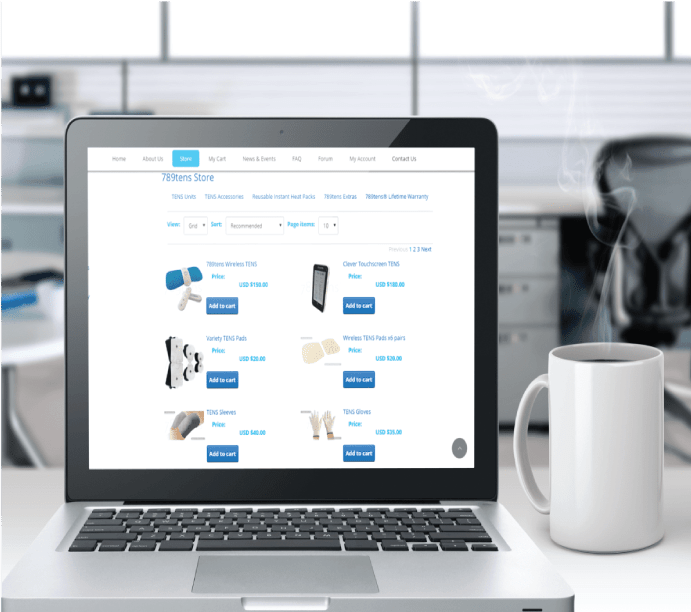 Home About Us Store My Cart News & Events FAQ Forum My Account Contact Us
789tens Store
TENS Units TENS Accessories Reusable Instant Heat Packs 789tens Extras 789tens® Lifetime Warranty
View: Grid Sort: Recommended Page Items: 10
Previous 1 2 3 Next
789tens Wireless TENS
Price:
USD $150.00
Add to cart
Clever Touchscreen TENS
Price:
USD $180.00
Add to cart
Variety TENS Pads
Price:
USD $20.00
Add to cart
Wireless TENS Pads x6 pairs
Price:
USD $20.00
Add to cart
TENS Sleeves
Price:
USD $40.00
Add to cart
TENS Gloves
Price:
USD $35.00
Add to cart